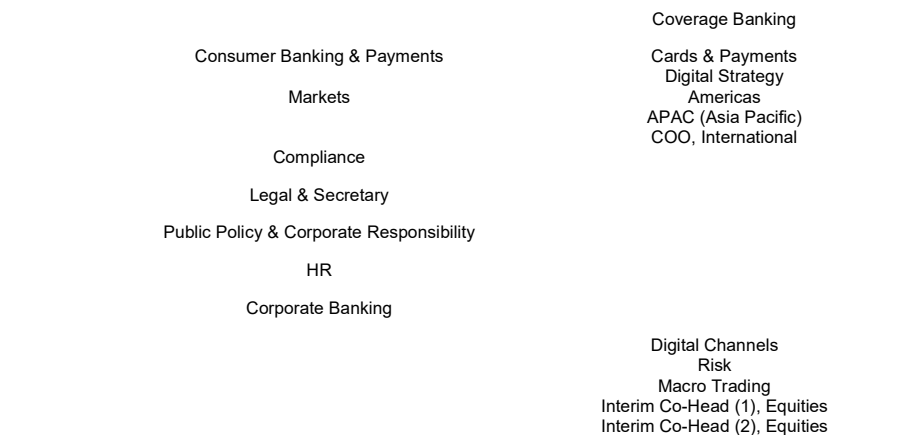 Coverage Banking
Consumer Banking & Payments
Cards & Payments
Digital Strategy
Markets
Americas
APAC (Asia Pacific)
COO, International
Compliance
Legal & Secretary
Public Policy & Corporate Responsibility
HR
Corporate Banking
Digital Channels
Risk
Macro Trading
Interim Co-Head (1), Equities
Interim Co-Head (2), Equities